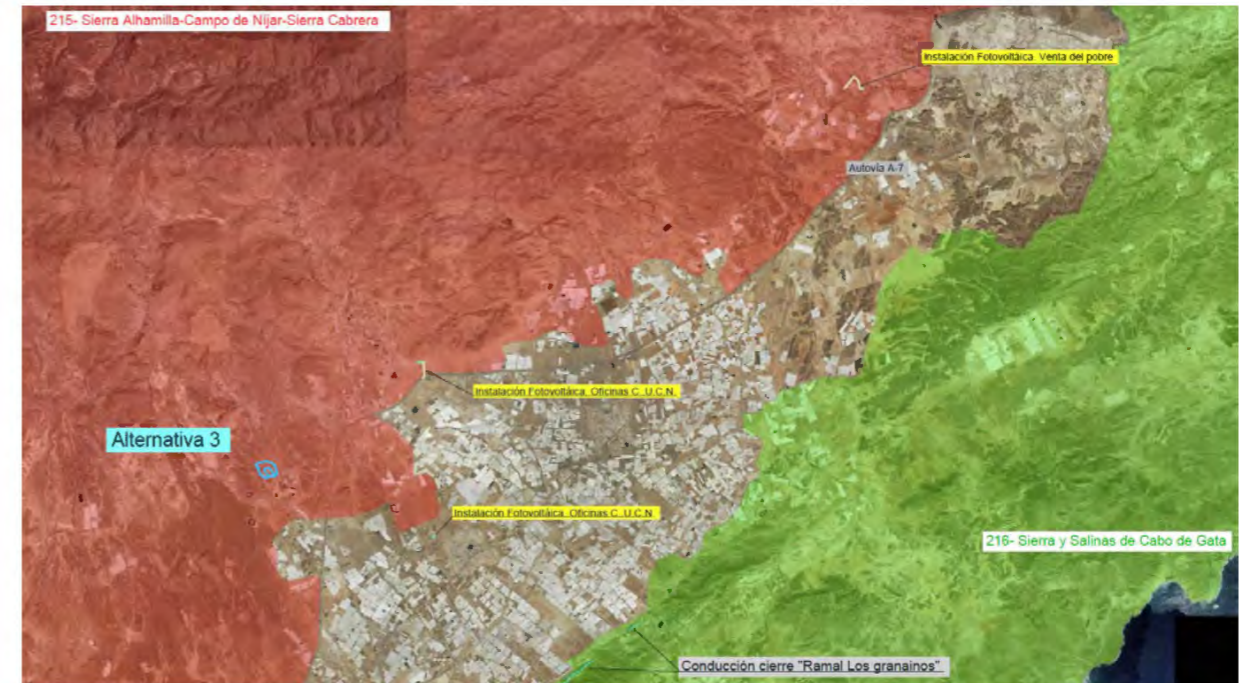 215- Sierra Alhamilla-Campo de Níjar-Sierra Cabrera
Instalación Fotovoltáica. Venta del pobre
Autovía A-7
Instalación Fotovoltáica. Oficinas C. U.C.N.
Alternativa 3
Instalación Fotovoltáica. Oficinas C. U.C.N.
216- Sierra y Salinas de Cabo de Gata
Conducción cierre "Ramal Los granainos"